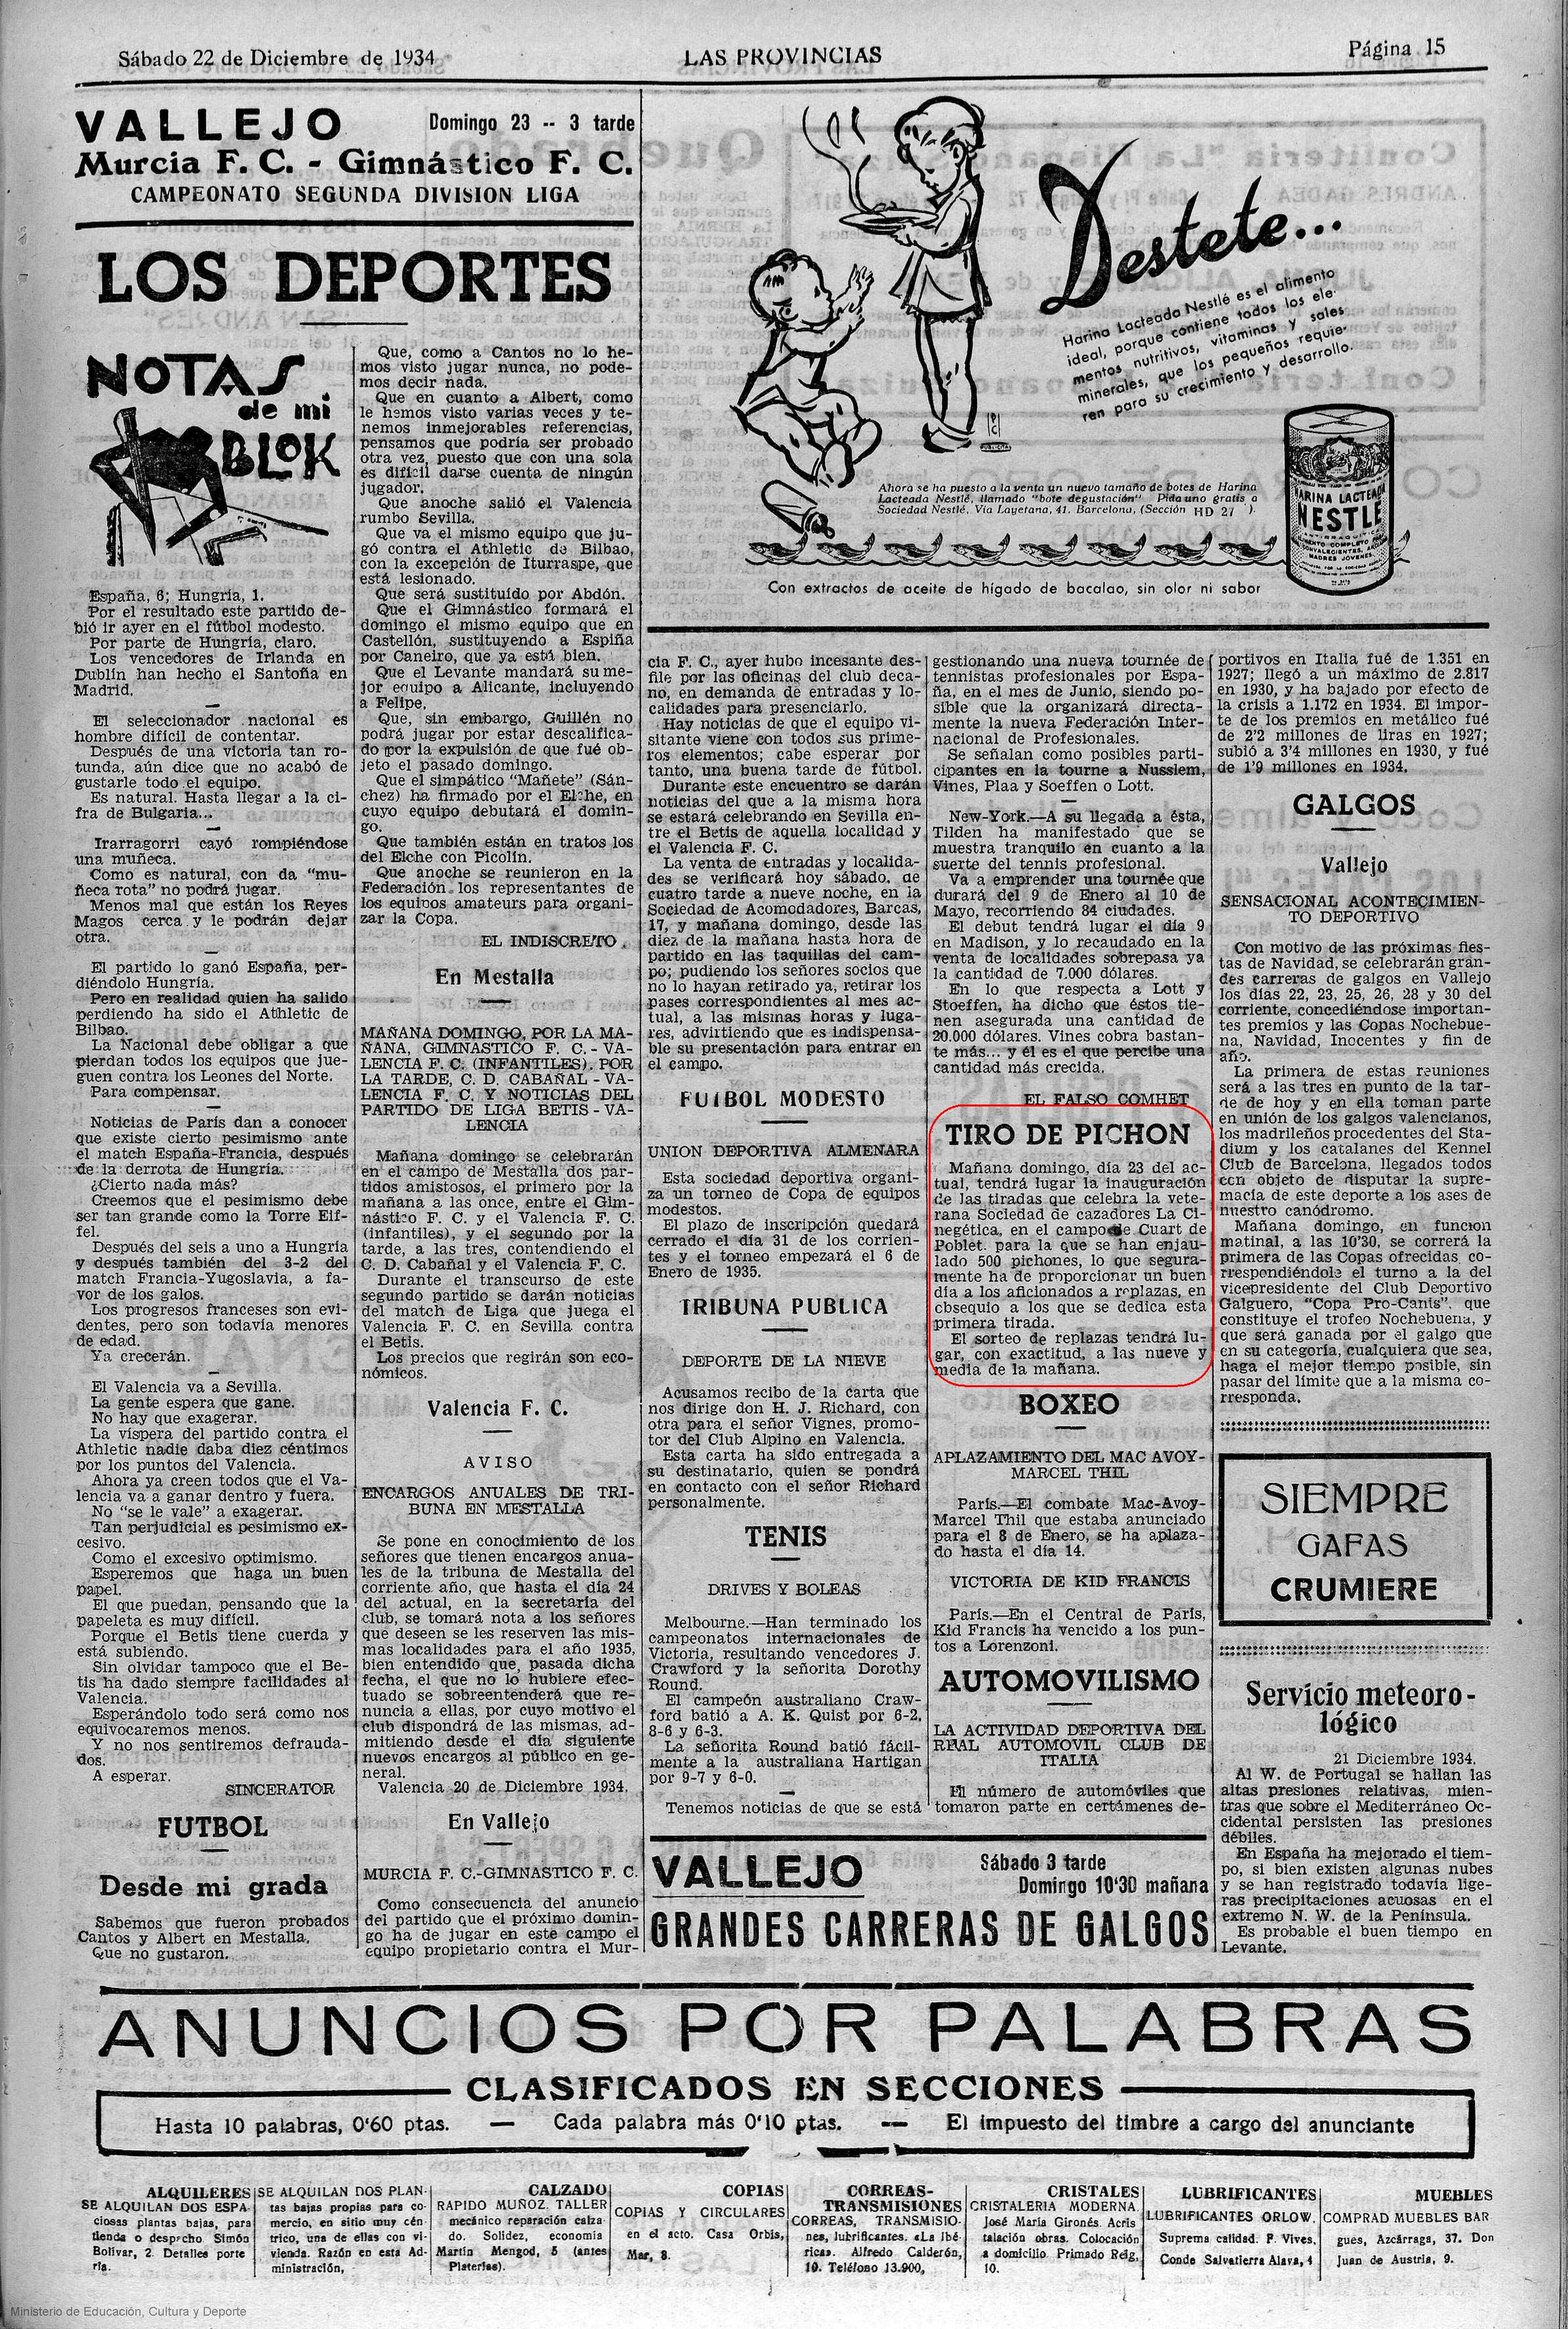 Sábado 22 de Diciembre de 1934
LAS PROVINCIAS
Página 15
VALLEJO
Domingo 23 -- 3 tarde
Murcia F. C. - Gimnástico F. C.
CAMPEONATO SEGUNDA DIVISION LIGA
LOS DEPORTES
NOTAS
de mi
BLOK
España, 6; Hungría, 1.
Por el resultado este partido de-
bió ir ayer en el fútbol modesto.
Por parte de Hungría, claro.
Los vencedores de Irlanda en
Dublín han hecho el Santoña en
Madrid.
El seleccionador nacional es
hombre difícil de contentar.
Después de una victoria tan ro-
tunda, aún dice que no acabó de
gustarle todo el equipo.
Es natural. Hasta llegar a la ci-
fra de Bulgaria...
Irarragorri cayó rompiéndose
una muñeca.
Como es natural, con da "mu-
ñeca rota" no podrá jugar.
Menos mal que están los Reyes
Magos cerca y le podrán dejar
otra.
El partido lo ganó España, per-
diéndolo Hungría.
Pero en realidad quien ha salido
perdiendo ha sido el Athletic de
Bilbao.
La Nacional debe obligar a que
pierdan todos los equipos que jue-
guen contra los Leones del Norte.
Para compensar.
Noticias de París dan a conocer
que existe cierto pesimismo ante
el match España-Francia, después
de la derrota de Hungría.
¿Cierto nada más?
Creemos que el pesimismo debe
ser tan grande como la Torre Eif-
fel.
Después del seis a uno a Hungría
y después también del 3-2 del
match Francia-Yugoslavia, a fa-
vor de los galos.
Los progresos franceses son evi-
dentes, pero son todavía menores
de edad.
Ya crecerán.
El Valencia va a Sevilla.
La gente espera que gane.
No hay que exagerar.
La víspera del partido contra el
Athletic nadie daba diez céntimos
por los puntos del Valencia.
Ahora ya creen todos que el Va-
lencia va a ganar dentro y fuera.
No "se le vale" a exagerar.
Tan perjudicial es pesimismo ex-
cesivo.
Como el excesivo optimismo.
Esperemos que haga un buen
papel.
El que puedan, pensando que la
papeleta es muy difícil.
Porque el Betis tiene cuerda y
está subiendo.
Sin olvidar tampoco que el Be-
tis ha dado siempre facilidades al
Valencia.
Esperándolo todo será como nos
equivocaremos menos.
Y no nos sentiremos defrauda-
dos.
A esperar.
SINCERATOR
FUTBOL
Desde mi grada
Sabemos que fueron probados
Cantos y Albert en Mestalla.
Que no gustaron.
Que, como a Cantos no lo he-
mos visto jugar nunca, no pode-
mos decir nada.
Que en cuanto a Albert, como
le hemos visto varias veces y te-
nemos inmejorables referencias,
pensamos que podría ser probado
otra vez, puesto que con una sola
es difícil darse cuenta de ningún
jugador.
Que anoche salió el Valencia
rumbo Sevilla.
Que va el mismo equipo que ju-
gó contra el Athletic de Bilbao,
con la excepción de Iturraspe, que
está lesionado.
Que será sustituído por Abdón.
Que el Gimnástico formará el
domingo el mismo equipo que en
Castellón, sustituyendo a Espiña
por Caneiro, que ya está bien.
Que el Levante mandará su me-
jor equipo a Alicante, incluyendo
a Felipe.
Que, sin embargo, Guillén no
podrá jugar por estar descalifica-
do por la expulsión de que fué ob-
jeto el pasado domingo.
Que el simpático "Mañete" (Sán-
chez) ha firmado por el Elche, en
cuyo equipo debutará el domin-
go.
Que también están en tratos los
del Elche con Picolín.
Que anoche se reunieron en la
Federación los representantes de
los equipos amateurs para organi-
zar la Copa.
EL INDISCRETO.
En Mestalla
MAÑANA DOMINGO, POR LA MA-
ÑANA, GIMNASTICO F. C. - VA-
LENCIA F. C. (INFANTILES). POR
LA TARDE, C. D. CABAÑAL - VA-
LENCIA F. C. Y NOTICIAS DEL
PARTIDO DE LIGA BETIS - VA-
LENCIA
Mañana domingo se celebrarán
en el campo de Mestalla dos par-
tidos amistosos, el primero por la
mañana a las once, entre el Gim-
nástico F. C. y el Valencia F. C.
(infantiles), y el segundo por la
tarde, a las tres, contendiendo el
C. D. Cabañal y el Valencia F. C.
Durante el transcurso de este
segundo partido se darán noticias
del match de Liga que juega el
Valencia F. C. en Sevilla contra
el Betis.
Los precios que regirán son eco-
nómicos.
Valencia F. C.
AVISO
ENCARGOS ANUALES DE TRI-
BUNA EN MESTALLA
Se pone en conocimiento de los
señores que tienen encargos anua-
les de la tribuna de Mestalla del
corriente año, que hasta el día 24
del actual, en la secretaría del
club, se tomará nota a los señores
que deseen se les reserven las mis-
mas localidades para el año 1935,
bien entendido que, pasada dicha
fecha, el que no lo hubiere efec-
tuado se sobreentenderá que re-
nuncia a ellas, por cuyo motivo el
club dispondrá de las mismas, ad-
mitiendo desde el día siguiente
nuevos encargos al público en ge-
neral.
Valencia 20 de Diciembre 1934.
En Vallejo
MURCIA F. C.-GIMNASTICO F. C.
Como consecuencia del anuncio
del partido que el próximo domin-
go ha de jugar en este campo el
equipo propietario contra el Mur-
Destete...
Harina Lacteada Nestlé es el alimento
ideal, porque contiene todos los ele-
mentos nutritivos, vitaminas y sales
minerales, que los pequeños requie-
ren para su crecimiento y desarrollo.
Ahora se ha puesto a la venta un nuevo tamaño de botes de Harina
Lacteada Nestlé, llamado "bote degustación" Pida uno gratis a
Sociedad Nestlé. Vía Layetana, 41. Barcelona, (Sección HD 27 ).
HARINA LACTEADA
NESTLÉ
Con extractos de aceite de hígado de bacalao, sin olor ni sabor
cia F. C., ayer hubo incesante des-
file por las oficinas del club deca-
no, en demanda de entradas y lo-
calidades para presenciarlo.
Hay noticias de que el equipo vi-
sitante viene con todos sus prime-
ros elementos; cabe esperar por
tanto, una buena tarde de fútbol.
Durante este encuentro se darán
noticias del que a la misma hora
se estará celebrando en Sevilla en-
tre el Betis de aquella localidad y
el Valencia F. C.
La venta de entradas y localida-
des se verificará hoy sábado, de
cuatro tarde a nueve noche, en la
Sociedad de Acomodadores, Barcas,
17, y mañana domingo, desde las
diez de la mañana hasta hora de
partido en las taquillas del cam-
po; pudiendo los señores socios que
no lo hayan retirado ya, retirar los
pases correspondientes al mes ac-
tual, a las mismas horas y luga-
res, advirtiendo que es indispensa-
ble su presentación para entrar en
el campo.
FUTBOL MODESTO
UNION DEPORTIVA ALMENARA
Esta sociedad deportiva organi-
za un torneo de Copa de equipos
modestos.
El plazo de inscripción quedará
cerrado el día 31 de los corrien-
tes y el torneo empezará el 6 de
Enero de 1935.
TRIBUNA PUBLICA
DEPORTE DE LA NIEVE
Acusamos recibo de la carta que
nos dirige don H. J. Richard, con
otra para el señor Vignes, promo-
tor del Club Alpino en Valencia.
Esta carta ha sido entregada a
su destinatario, quien se pondrá
en contacto con el señor Richard
personalmente.
TENIS
DRIVES Y BOLEAS
Melbourne.—Han terminado los
campeonatos internacionales de
Victoria, resultando vencedores J.
Crawford y la señorita Dorothy
Round.
El campeón australiano Craw-
ford batió a A. K. Quist por 6-2,
8-6 y 6-3.
La señorita Round batió fácil-
mente a la australiana Hartigan
por 9-7 y 6-0.
Tenemos noticias de que se está
gestionando una nueva tournée de
tennistas profesionales por Espa-
ña, en el mes de Junio, siendo po-
sible que la organizará directa-
mente la nueva Federación Inter-
nacional de Profesionales.
Se señalan como posibles parti-
cipantes en la tourne a Nussiem,
Vines, Plaa y Soeffen o Lott.
New-York.—A su llegada a ésta,
Tilden ha manifestado que se
muestra tranquilo en cuanto a la
suerte del tennis profesional.
Va a emprender una tournée que
durará del 9 de Enero al 10 de
Mayo, recorriendo 84 ciudades.
El debut tendrá lugar el día 9
en Madison, y lo recaudado en la
venta de localidades sobrepasa ya
la cantidad de 7.000 dólares.
En lo que respecta a Lott y
Stoeffen, ha dicho que éstos tie-
nen asegurada una cantidad de
20.000 dólares. Vines cobra bastan-
te más... y él es el que percibe una
cantidad más crecida.
EL FALSO COMHET
TIRO DE PICHON
Mañana domingo, día 23 del ac-
tual, tendrá lugar la inauguración
de las tiradas que celebra la vete-
rana Sociedad de cazadores La Ci-
negética, en el campo de Cuart de
Poblet. para la que se han enjau-
lado 500 pichones, lo que segura-
mente ha de proporcionar un buen
día a los aficionados a replazas, en
obsequio a los que se dedica esta
primera tirada.
El sorteo de replazas tendrá lu-
gar, con exactitud, a las nueve y
media de la mañana.
BOXEO
APLAZAMIENTO DEL MAC AVOY-
MARCEL THIL
París.—El combate Mac-Avoy-
Marcel Thil que estaba anunciado
para el 8 de Enero, se ha aplaza-
do hasta el día 14.
VICTORIA DE KID FRANCIS
París.—En el Central de París,
Kid Francis ha vencido a los pun-
tos a Lorenzoni.
AUTOMOVILISMO
LA ACTIVIDAD DEPORTIVA DEL
REAL AUTOMOVIL CLUB DE
ITALIA
El número de automóviles que
tomaron parte en certámenes de-
portivos en Italia fué de 1.351 en
1927; llegó a un máximo de 2.817
en 1930, y ha bajado por efecto de
la crisis a 1.172 en 1934. El impor-
te de los premios en metálico fué
de 2'2 millones de liras en 1927;
subió a 3'4 millones en 1930, y fué
de 1'9 millones en 1934.
GALGOS
Vallejo
SENSACIONAL ACONTECIMIEN-
TO DEPORTIVO
Con motivo de las próximas fies-
tas de Navidad, se celebrarán gran-
des carreras de galgos en Vallejo
los días 22, 23, 25, 26, 28 y 30 del
corriente, concediéndose importan-
tes premios y las Copas Nochebue-
na, Navidad, Inocentes y fin de
año.
La primera de estas reuniones
será a las tres en punto de la tar-
de de hoy y en ella toman parte
en unión de los galgos valencianos,
los madrileños procedentes del Sta-
dium y los catalanes del Kennel
Club de Barcelona, llegados todos
con objeto de disputar la supre-
macía de este deporte a los ases de
nuestro canódromo.
Mañana domingo, en función
matinal, a las 10'30, se correrá la
primera de las Copas ofrecidas co-
rrespondiéndole el turno a la del
vicepresidente del Club Deportivo
Galguero, "Copa Pro-Canis", que
constituye el trofeo Nochebuena, y
que será ganada por el galgo que
en su categoría, cualquiera que sea,
haga el mejor tiempo posible, sin
pasar del límite que a la misma co-
rresponda.
SIEMPRE
GAFAS
CRUMIERE
Servicio meteoro-
lógico
21 Diciembre 1934.
Al W. de Portugal se hallan las
altas presiones relativas, mien-
tras que sobre el Mediterráneo Oc-
cidental persisten las presiones
débiles.
En España ha mejorado el tiem-
po, si bien existen algunas nubes
y se han registrado todavía lige-
ras precipitaciones acuosas en el
extremo N. W. de la Península.
Es probable el buen tiempo en
Levante.
VALLEJO
Sábado 3 tarde
Domingo 10'30 mañana
GRANDES CARRERAS DE GALGOS
ANUNCIOS POR PALABRAS
CLASIFICADOS EN SECCIONES
Hasta 10 palabras, 0'60 ptas. — Cada palabra más 0'10 ptas. — El impuesto del timbre a cargo del anunciante
ALQUILERES
SE ALQUILAN DOS ESPA-
ciosas plantas bajas, para
tienda o despacho Simón
Bolívar, 2. Detalles porte
ría.
SE ALQUILAN DOS PLAN-
tas bajas propias para co-
mercio, en sitio muy cén-
trico, una de ellas con vi-
vienda. Razón en esta Ad-
ministración,
CALZADO
RAPIDO MUÑOZ. TALLER
mecánico reparación calza-
do. Solidez, economía
Martín Mengod, 5 (antes
Platerías).
COPIAS
COPIAS Y CIRCULARES
en el acto. Casa Orbis,
Mar, 8.
CORREAS-
TRANSMISIONES
CORREAS, TRANSMISIO-
nes, lubrificantes. «La Ibé-
rica». Alfredo Calderón,
10. Teléfono 13.900,
CRISTALES
CRISTALERIA MODERNA.
José María Gironés. Acris
talación obras. Colocación
a domicilio Primado Reig,
10.
LUBRIFICANTES
LUBRIFICANTES ORLOW.
Suprema calidad. F. Vives,
Conde Salvatierra Alava, 4
MUEBLES
COMPRAD MUEBLES BAR
gues, Azcárraga, 37. Don
Juan de Austria, 9.
Ministerio de Educación, Cultura y Deporte